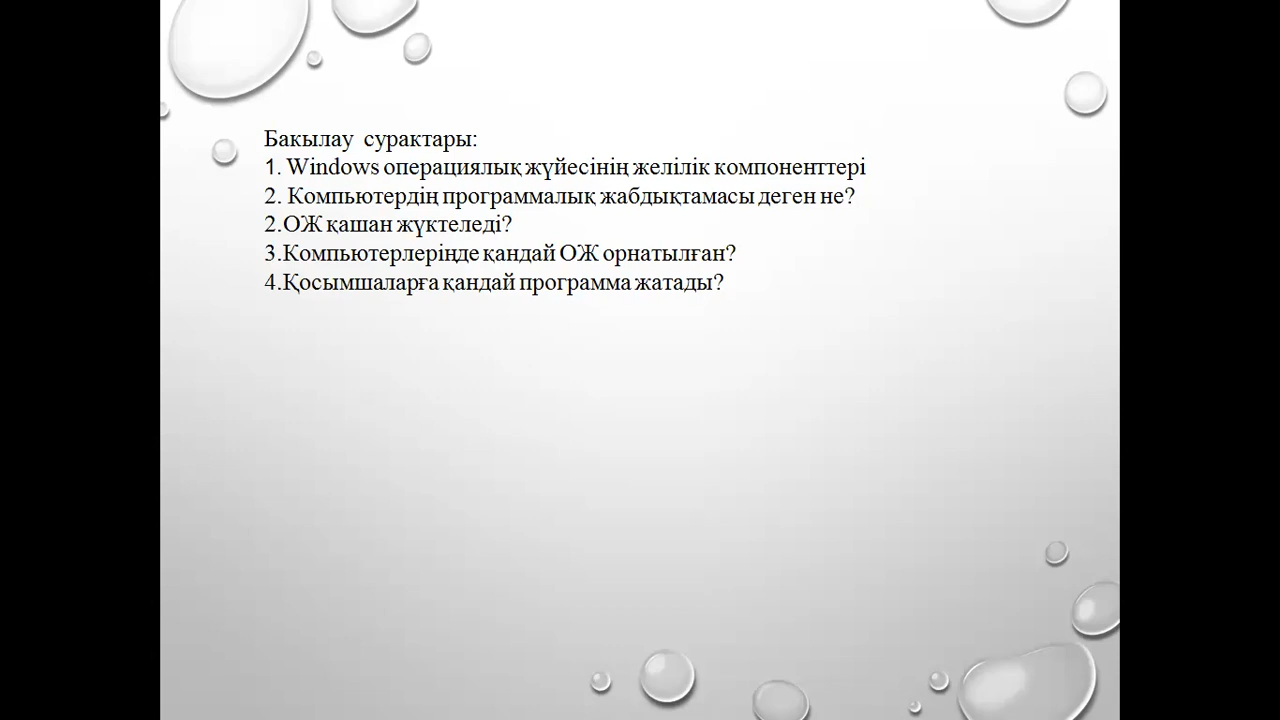 Бакылау сурактары:
1. Windows операциялық жүйесінің желілік компоненттері
2. Компьютердің программалық жабдықтамасы деген не?
2.ОЖ қашан жүктеледі?
3.Компьютерлеріңде қандай ОЖ орнатылған?
4.Қосымшаларға қандай программа жатады?